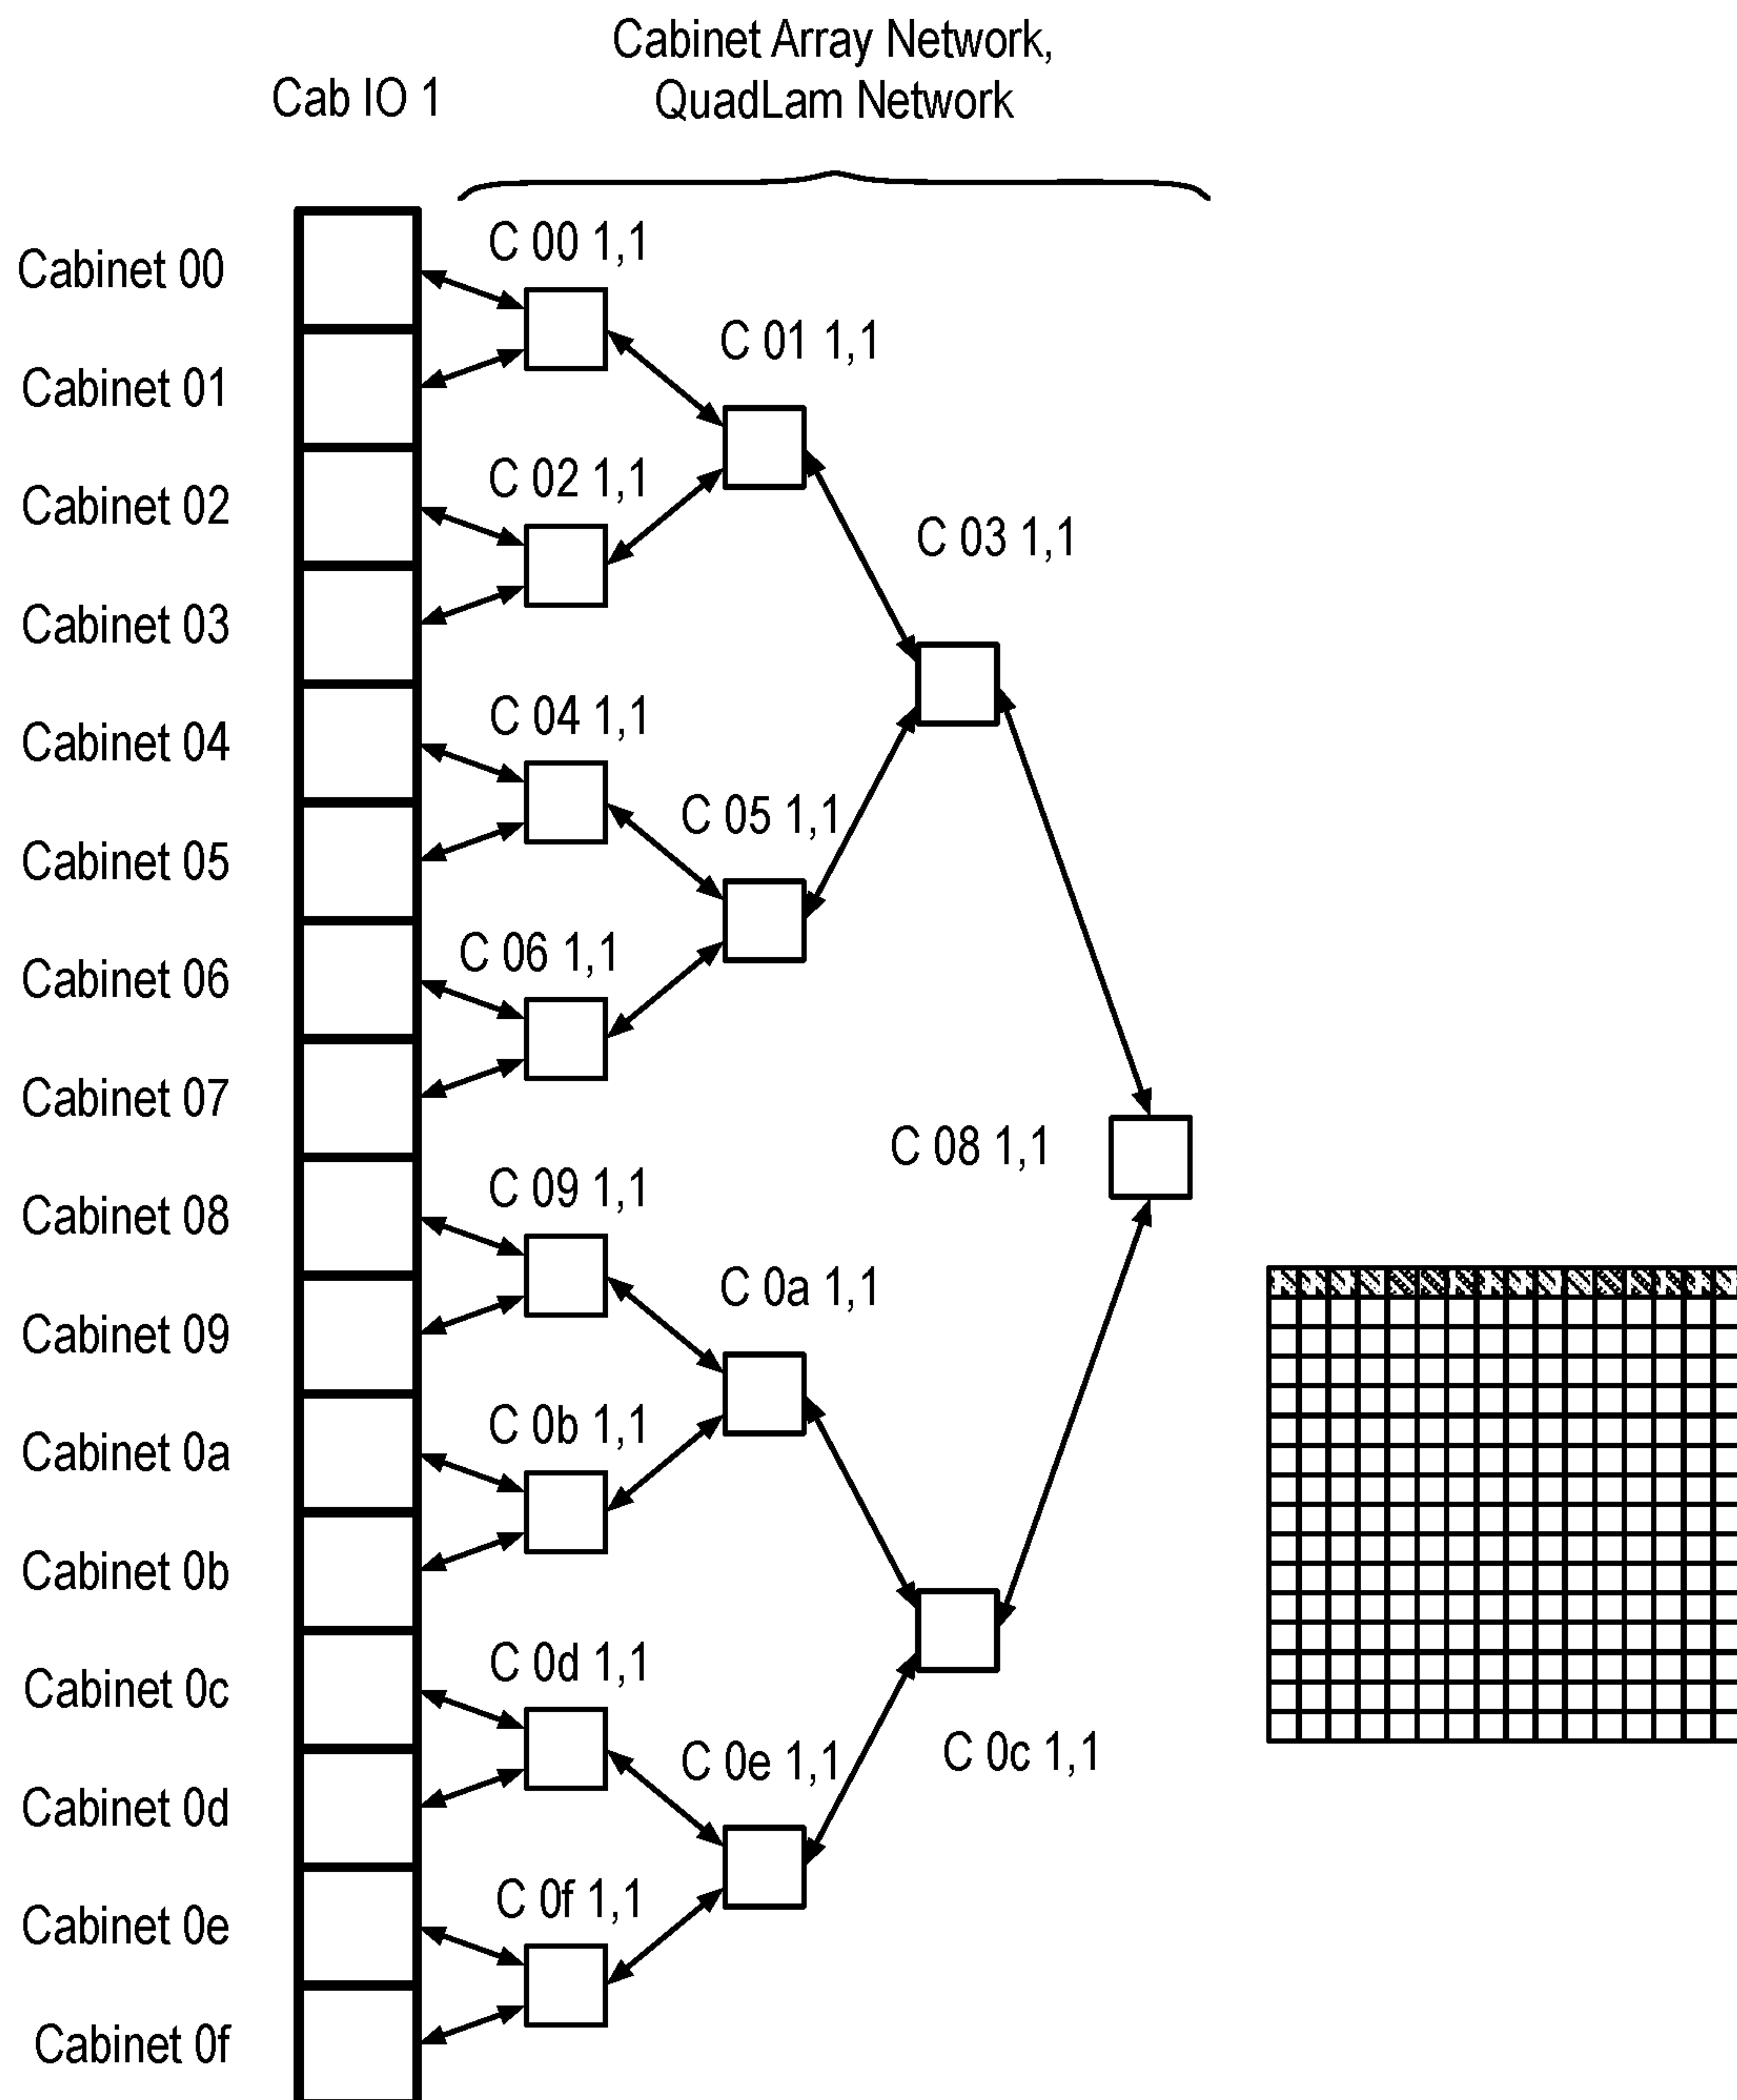 Cabinet Array Network,
QuadLam Network
Cab IO 1
Cabinet 00
C 00 1,1
C 01 1,1
Cabinet 01
C 02 1,1
Cabinet 02
C 03 1,1
Cabinet 03
C 04 1,1
Cabinet 04
C 05 1,1
Cabinet 05
C 06 1,1
Cabinet 06
Cabinet 07
C 08 1,1
C 09 1,1
Cabinet 08
C 0a 1,1
Cabinet 09
C 0b 1,1
Cabinet 0a
Cabinet 0b
C 0d 1,1
Cabinet 0c
C 0e 1,1
C 0c 1,1
Cabinet 0d
C 0f 1,1
Cabinet 0e
Cabinet 0f